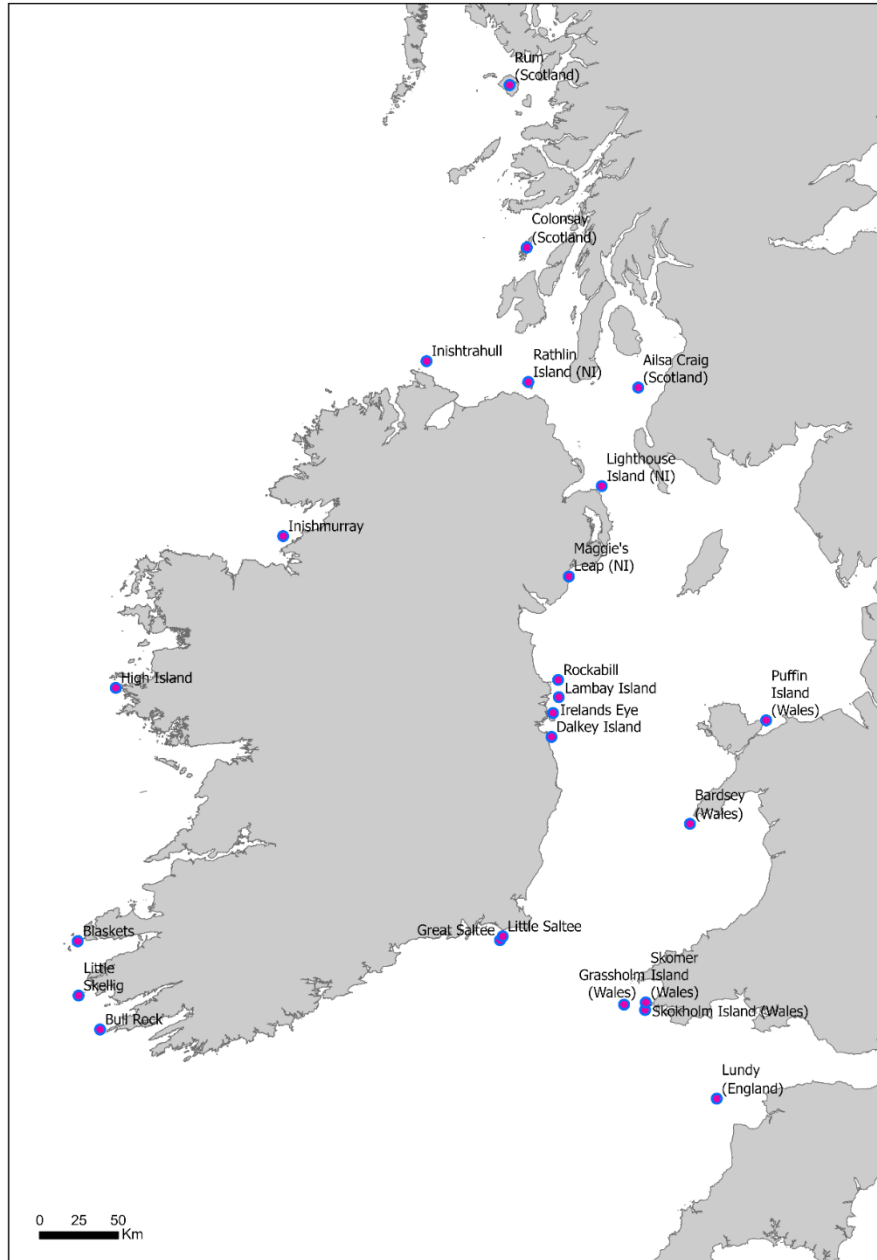 Rum
(Scotland)
Colonsay
(Scotland)
Inishtrahull
Rathlin
Island (NI)
Ailsa Craig
(Scotland)
Lighthouse
Island (NI)
Inishmurray
Maggie's
Leap (NI)
Rockabill
High Island
Lambay Island
Puffin
Island
(Wales)
Irelands Eye
Dalkey Island
Bardsey
(Wales)
Blaskets
Great Saltee
Little Saltee
Little
Skellig
Skomer
Island
(Wales)
Grassholm
(Wales)
Skokholm Island (Wales)
Bull Rock
Lundy
(England)
0 25 50
Km